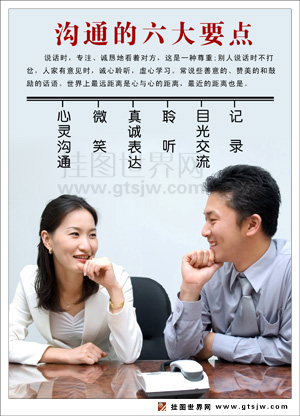 沟通的六大要点
说话时，专注、诚恳地看着对方，这是一种尊重；别人说话时不打
岔，人家有意见时，诚心聆听，虚心学习，常说些善意的、赞美的和鼓
励的话语。世界上最远距离是心与心的距离，最近的距离也是。
心灵沟通
微笑
真诚表达
聆听
目光交流
记录
挂图世界网
www.gtsjw.com
挂图世界网 www.gtsjw.com